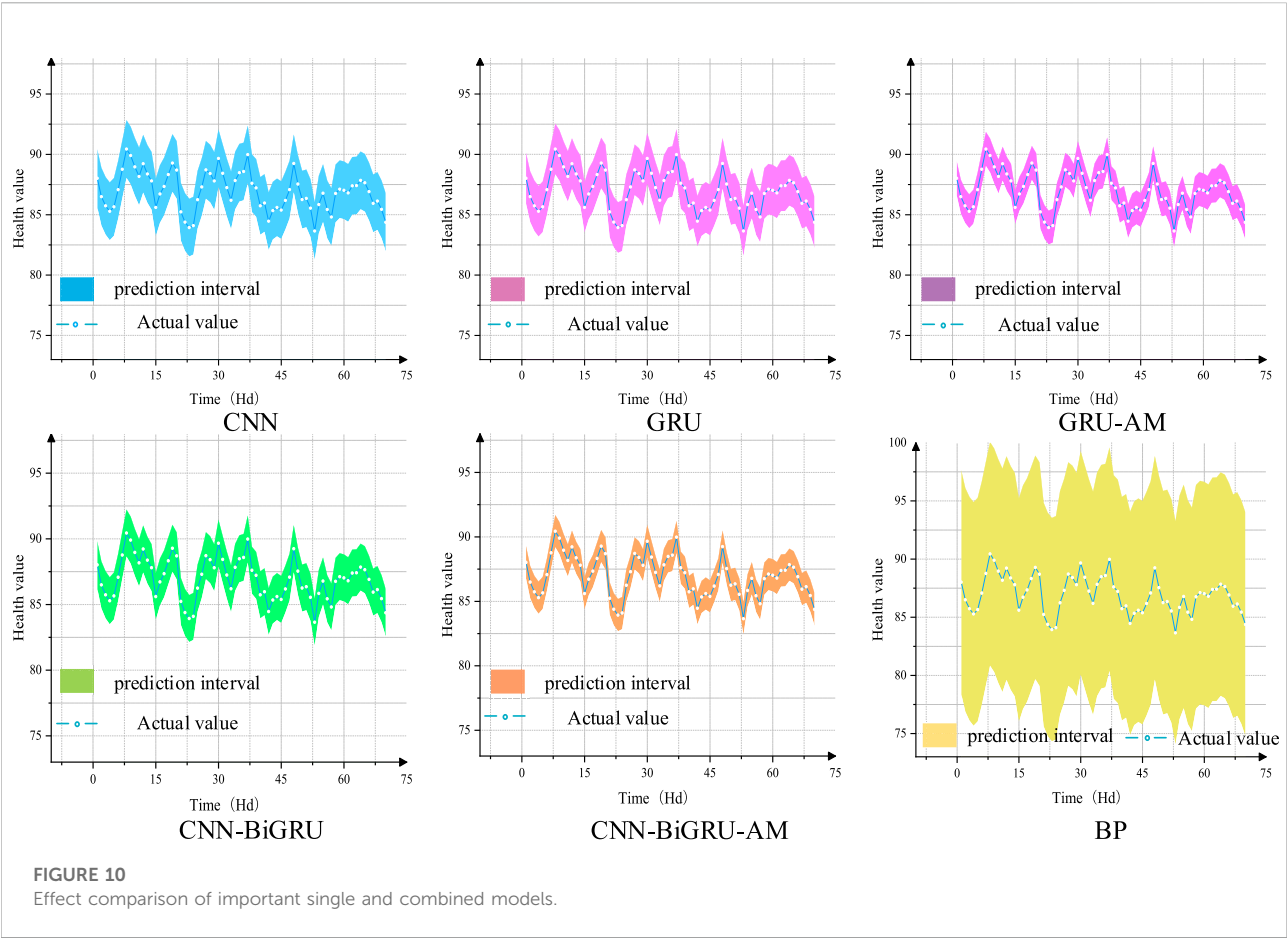 Health value
95
90
85
80
75
prediction interval
Actual value
0 15 30 45 60 75
Time (Hd)
CNN
Health value
95
90
85
80
75
prediction interval
Actual value
0 15 30 45 60 75
Time (Hd)
GRU
Health value
95
90
85
80
75
prediction interval
Actual value
0 15 30 45 60 75
Time (Hd)
GRU-AM
Health value
95
90
85
80
75
prediction interval
Actual value
0 15 30 45 60 75
Time (Hd)
CNN-BiGRU
Health value
95
90
85
80
75
prediction interval
Actual value
0 15 30 45 60 75
Time (Hd)
CNN-BiGRU-AM
Health value
100
95
90
85
80
75
prediction interval Actual value
0 15 30 45 60 75
Time (Hd)
BP
FIGURE 10
Effect comparison of important single and combined models.